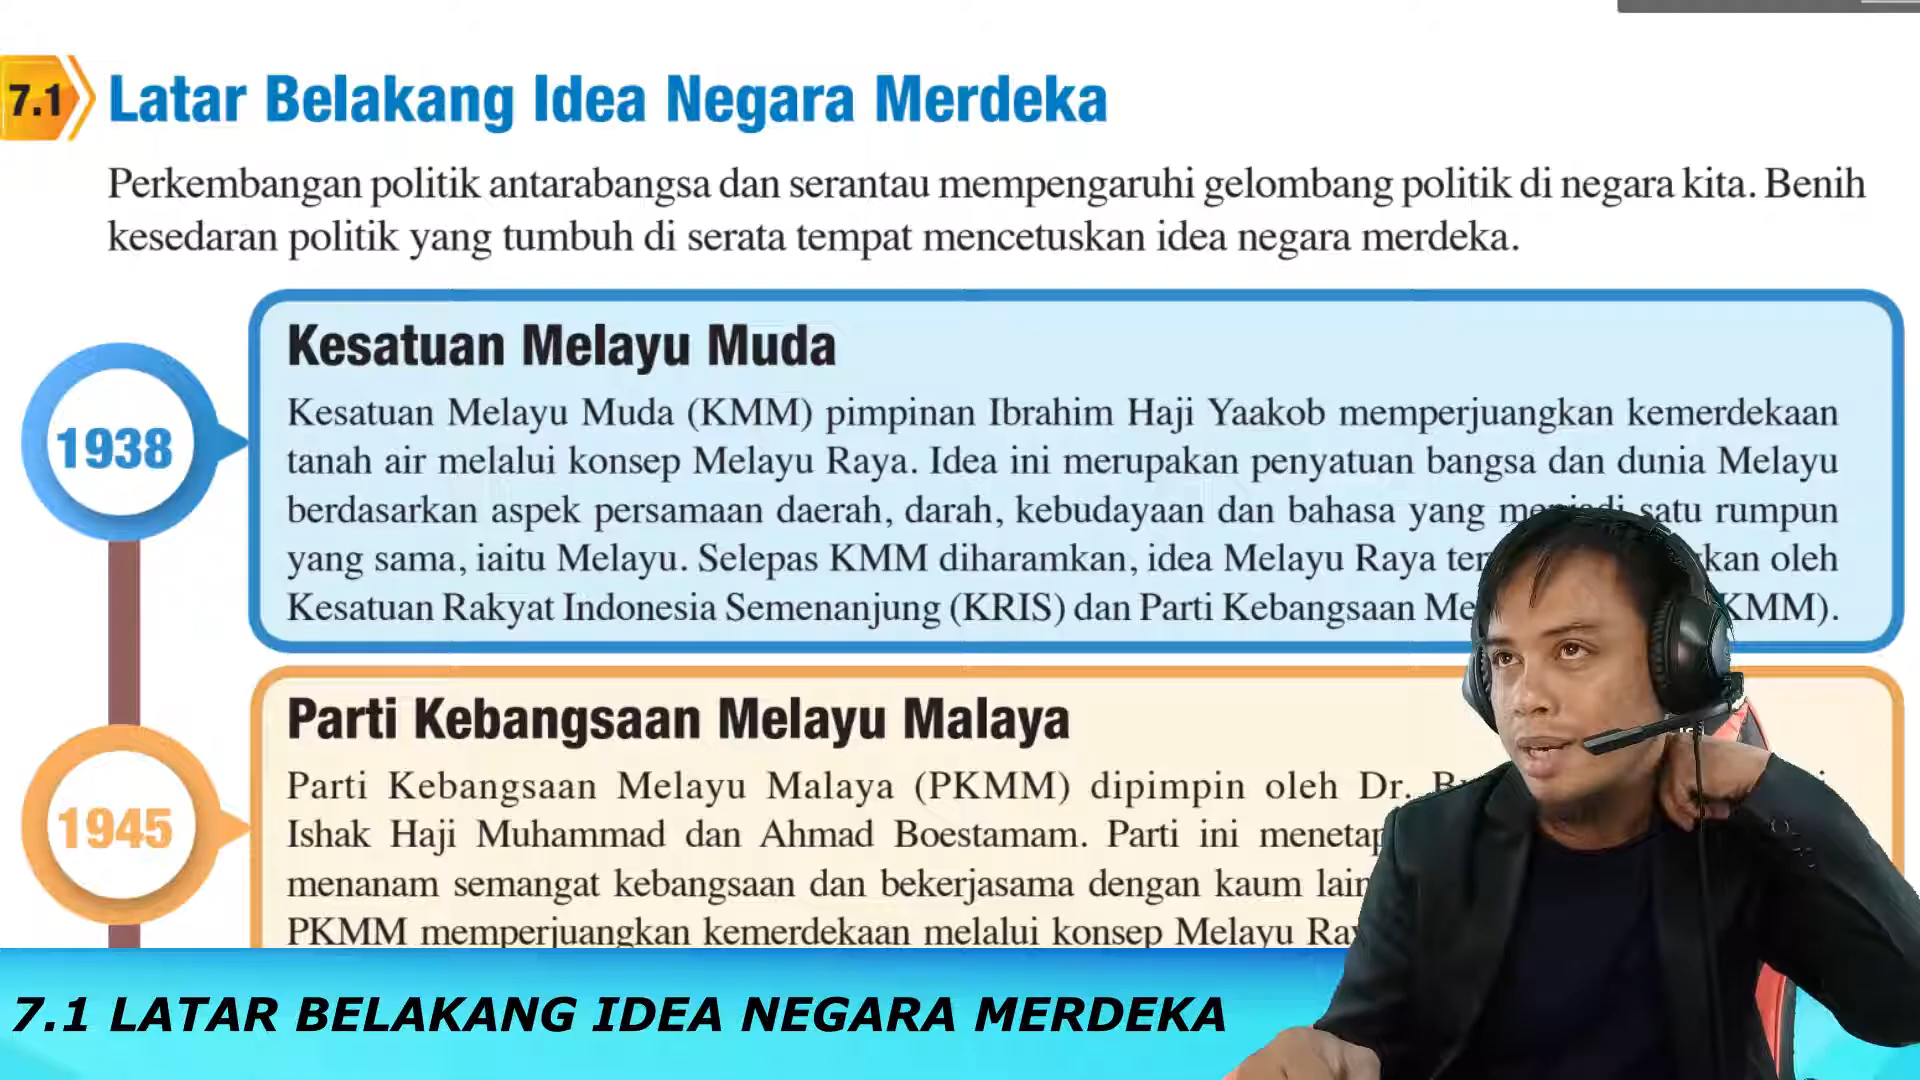 7.1 Latar Belakang Idea Negara Merdeka
Perkembangan politik antarabangsa dan serantau mempengaruhi gelombang politik di negara kita. Benih
kesedaran politik yang tumbuh di serata tempat mencetuskan idea negara merdeka.
1938
Kesatuan Melayu Muda
Kesatuan Melayu Muda (KMM) pimpinan Ibrahim Haji Yaakob memperjuangkan kemerdekaan
tanah air melalui konsep Melayu Raya. Idea ini merupakan penyatuan bangsa dan dunia Melayu
berdasarkan aspek persamaan daerah, darah, kebudayaan dan bahasa yang menjadi satu rumpun
yang sama, iaitu Melayu. Selepas KMM diharamkan, idea Melayu Raya oleh
Kesatuan Rakyat Indonesia Semenanjung (KRIS) dan Parti Kebangsaan
1945
Parti Kebangsaan Melayu Malaya
Parti Kebangsaan Melayu Malaya (PKMM) dipimpin oleh Dr.
Ishak Haji Muhammad dan Ahmad Boestamam. Parti ini
menanam semangat kebangsaan dan bekerjasama dengan kaum lain
PKMM memperjuangkan kemerdekaan melalui konsep Melayu
7.1 LATAR BELAKANG IDEA NEGARA MERDEKA